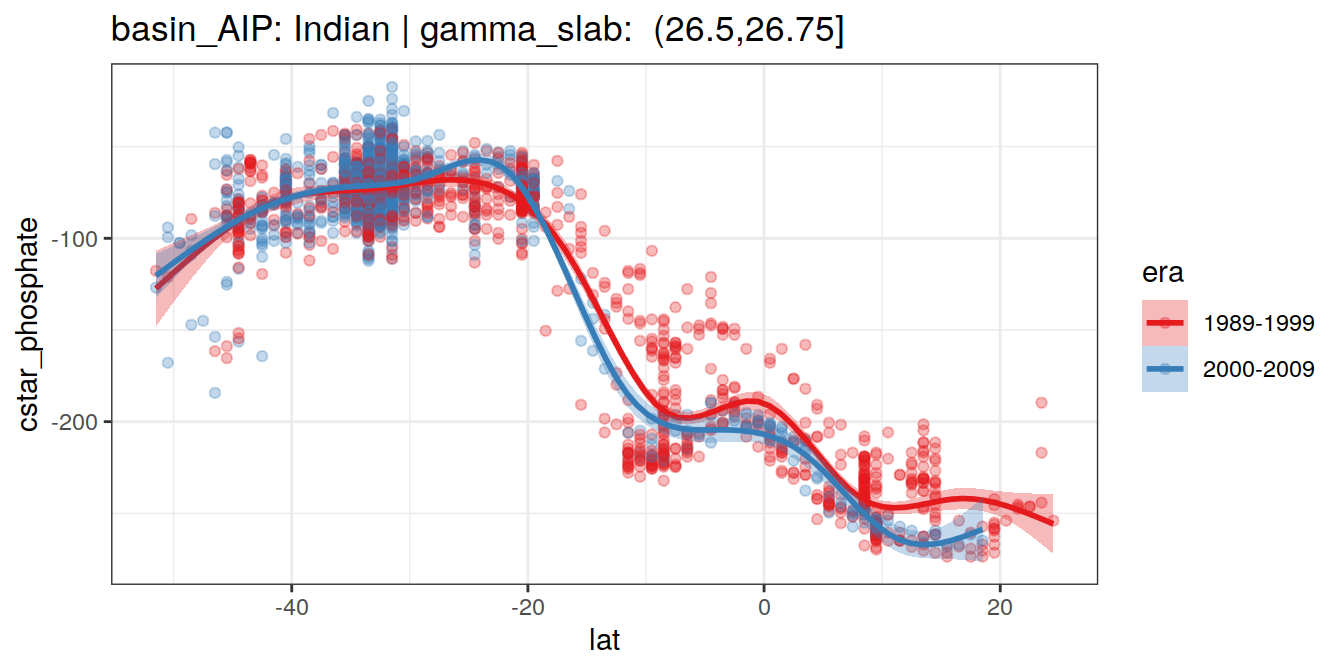 basin_AIP: Indian | gamma_slab:  (26.5,26.75]
cstar_phosphate
-100
-200
-40
-20
0
20
lat
era
1989-1999
2000-2009